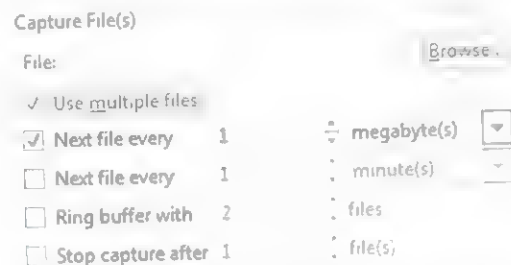 Capture File(s)
File:
Browse.
Use multiple files
Next file every 1 megabyte(s)
Next file every 1 minute(s)
Ring buffer with 2 files
Stop capture after 1 file(s)